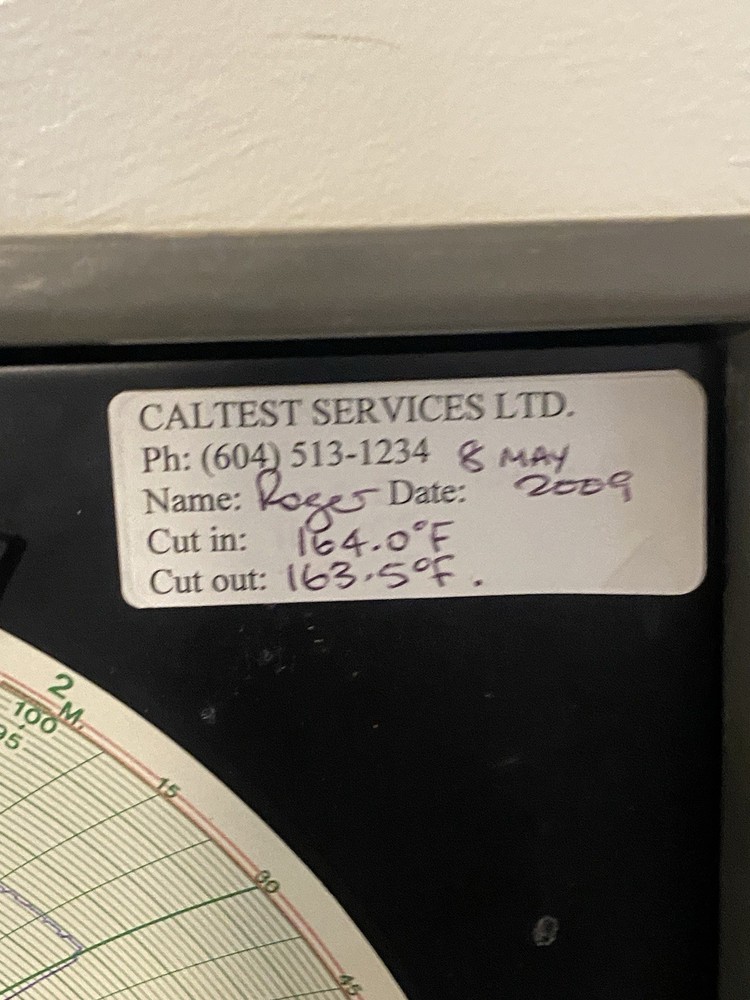 CALTEST SERVICES LTD.
Ph: (604) 513-1234 8 MAY
Name: Roger Date: 2009
Cut in: 164.0°F
Cut out: 163.5°F.
2 M.
100
95
15
30
45